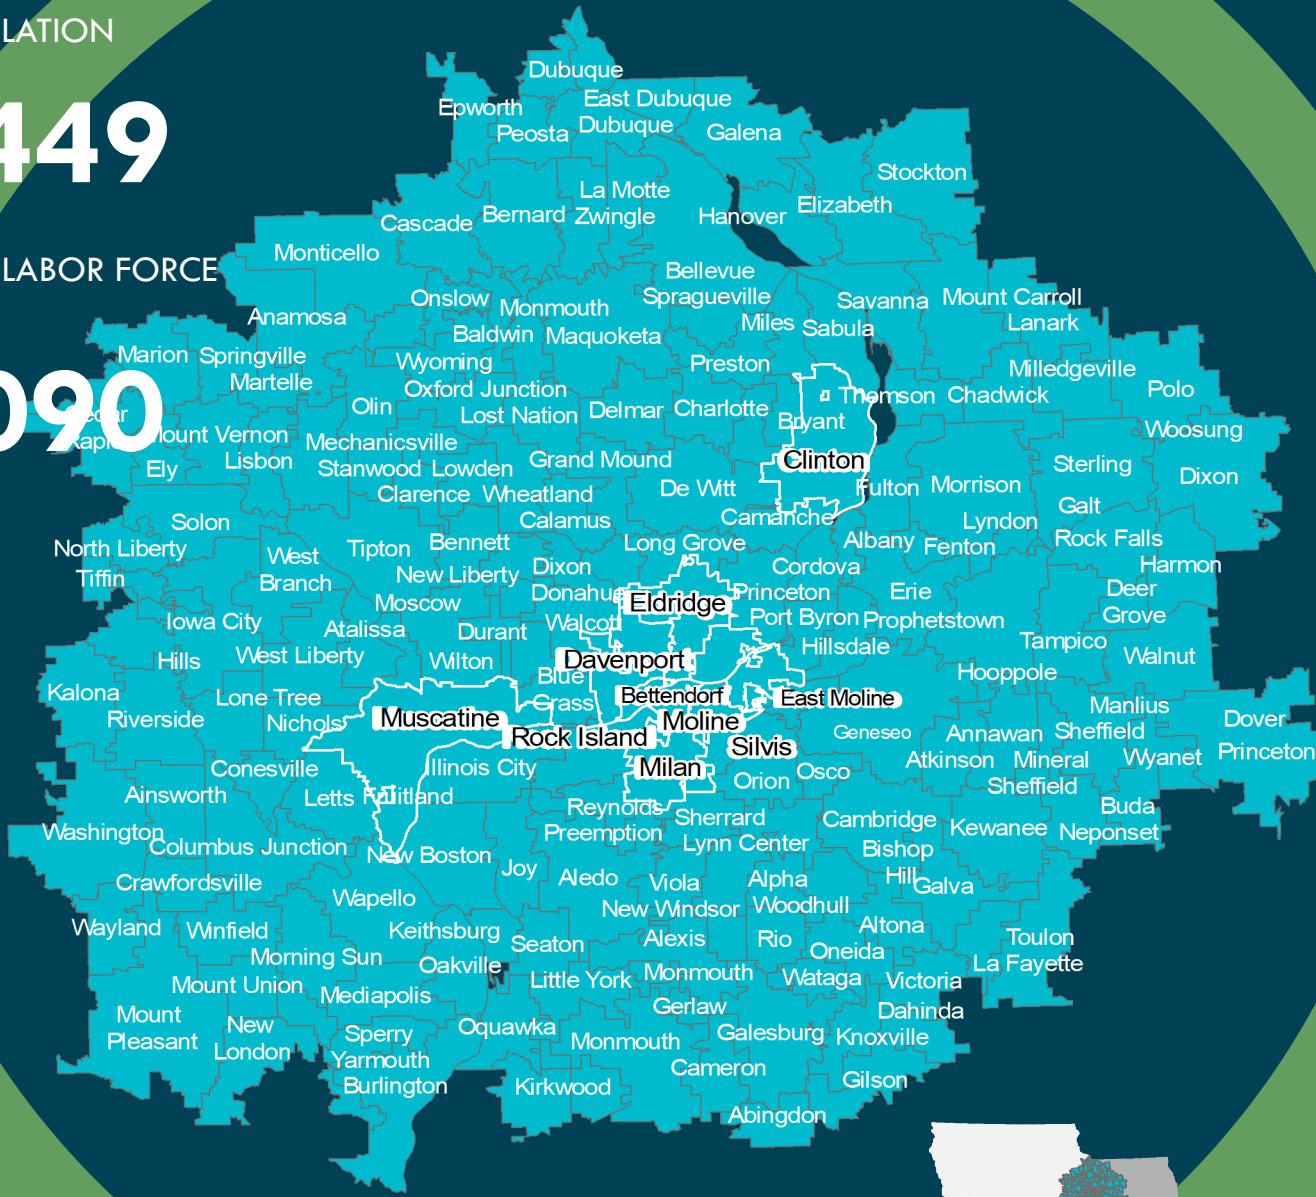 LATION
449
LABOR FORCE
090
Dubuque
Epworth
East Dubuque
Peosta
Dubuque
Galena
Stockton
La Motte
Cascade
Bernard
Zwingle
Hanover
Elizabeth
Monticello
Bellevue
Onslow
Monmouth
Spragueville
Savanna
Mount Carroll
Anamosa
Baldwin
Maquoketa
Miles
Sabula
Lanark
Marion
Springville
Wyoming
Preston
Milledgeville
Martelle
Oxford Junction
Thomson
Chadwick
Polo
Olin
Lost Nation
Delmar
Charlotte
Bryant
Mount Vernon
Mechanicsville
Woosung
Ely
Lisbon
Stanwood
Lowden
Grand Mound
Clinton
Sterling
Dixon
Clarence
Wheatland
De Witt
Fulton
Morrison
Galt
Solon
Calamus
Camanche
Lyndon
North Liberty
West
Branch
Tipton
Bennett
Long Grove
Albany
Fenton
Rock Falls
Tiffin
New Liberty
Dixon
Cordova
Harmon
Moscow
Donahue
Eldridge
Princeton
Erie
Deer
Grove
Iowa City
Atalissa
Durant
Walcott
Port Byron
Prophetstown
Hills
West Liberty
Wilton
Davenport
Hillsdale
Tampico
Walnut
Kalona
Lone Tree
Blue
Grass
Bettendorf
East Moline
Hooppole
Riverside
Nichols
Muscatine
Moline
Manlius
Dover
Rock Island
Silvis
Geneseo
Annawan
Sheffield
Princeton
Conesville
Illinois City
Milan
Orion
Osco
Atkinson
Mineral
Wyanet
Ainsworth
Letts
Fruitland
Reynolds
Sheffield
Buda
Washington
Columbus Junction
Preemption
Sherrard
Cambridge
Kewanee
Neponset
New Boston
Lynn Center
Bishop
Hill
Crawfordsville
Joy
Aledo
Viola
Alpha
Galva
Wapello
New Windsor
Woodhull
Wayland
Winfield
Keithsburg
Alexis
Rio
Altona
Toulon
Morning Sun
Seaton
Oneida
La Fayette
Oakville
Mount Union
Mediapolis
Little York
Monmouth
Wataga
Victoria
Mount
Pleasant
New
London
Gerlaw
Dahinda
Sperry
Oquawka
Monmouth
Galesburg
Knoxville
Yarmouth
Cameron
Burlington
Kirkwood
Gilson
Abingdon